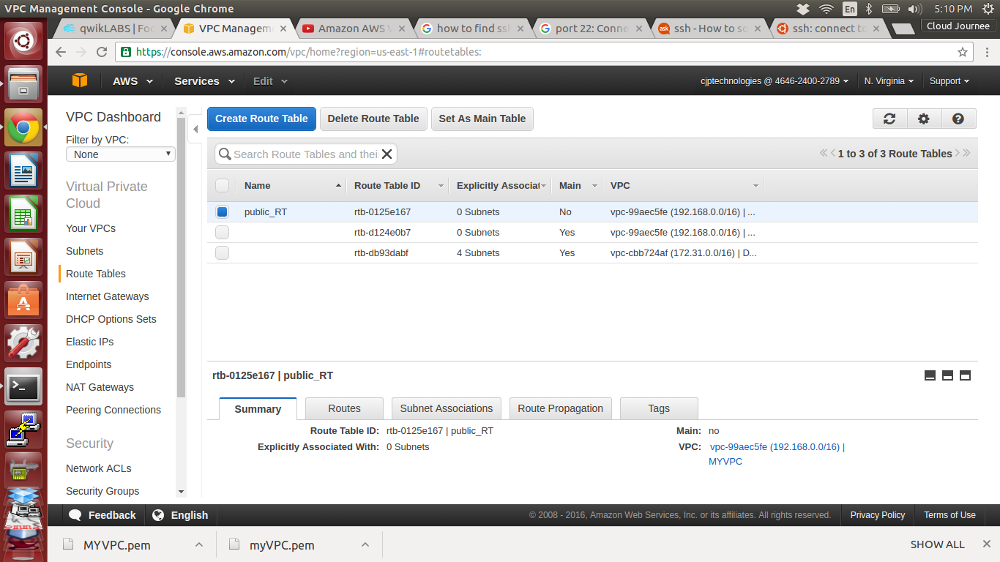 VPC Management Console - Google Chrome
En
5:10 PM
qwikLABS | Foc
VPC Managem
Amazon AWS V
how to find ssh
port 22: Conne
ssh - How to so
ssh: connect to
Cloud Journee
https://console.aws.amazon.com/vpc/home?region=us-east-1#routetables:
AWS
Services
Edit
cjptechnologies @ 4646-2400-2789
N. Virginia
Support
VPC Dashboard
Filter by VPC:
None
Virtual Private
Cloud
Your VPCs
Subnets
Route Tables
Internet Gateways
DHCP Options Sets
Elastic IPs
Endpoints
NAT Gateways
Peering Connections
Security
Network ACLs
Security Groups
Create Route Table
Delete Route Table
Set As Main Table
Search Route Tables and thei
1 to 3 of 3 Route Tables
Name Route Table ID Explicitly Associat Main VPC
public_RT rtb-0125e167 0 Subnets No vpc-99aec5fe (192.168.0.0/16) | ...
rtb-d124e0b7 0 Subnets Yes vpc-99aec5fe (192.168.0.0/16) | ...
rtb-db93dabf 4 Subnets Yes vpc-cbb724af (172.31.0.0/16) | D...
rtb-0125e167 | public_RT
Summary Routes Subnet Associations Route Propagation Tags
Route Table ID: rtb-0125e167 | public_RT
Explicitly Associated With: 0 Subnets
Main: no
VPC: vpc-99aec5fe (192.168.0.0/16) |
MYVPC
Feedback
English
© 2008 - 2016, Amazon Web Services, Inc. or its affiliates. All rights reserved.
Privacy Policy
Terms of Use
MYVPC.pem
myVPC.pem
SHOW ALL